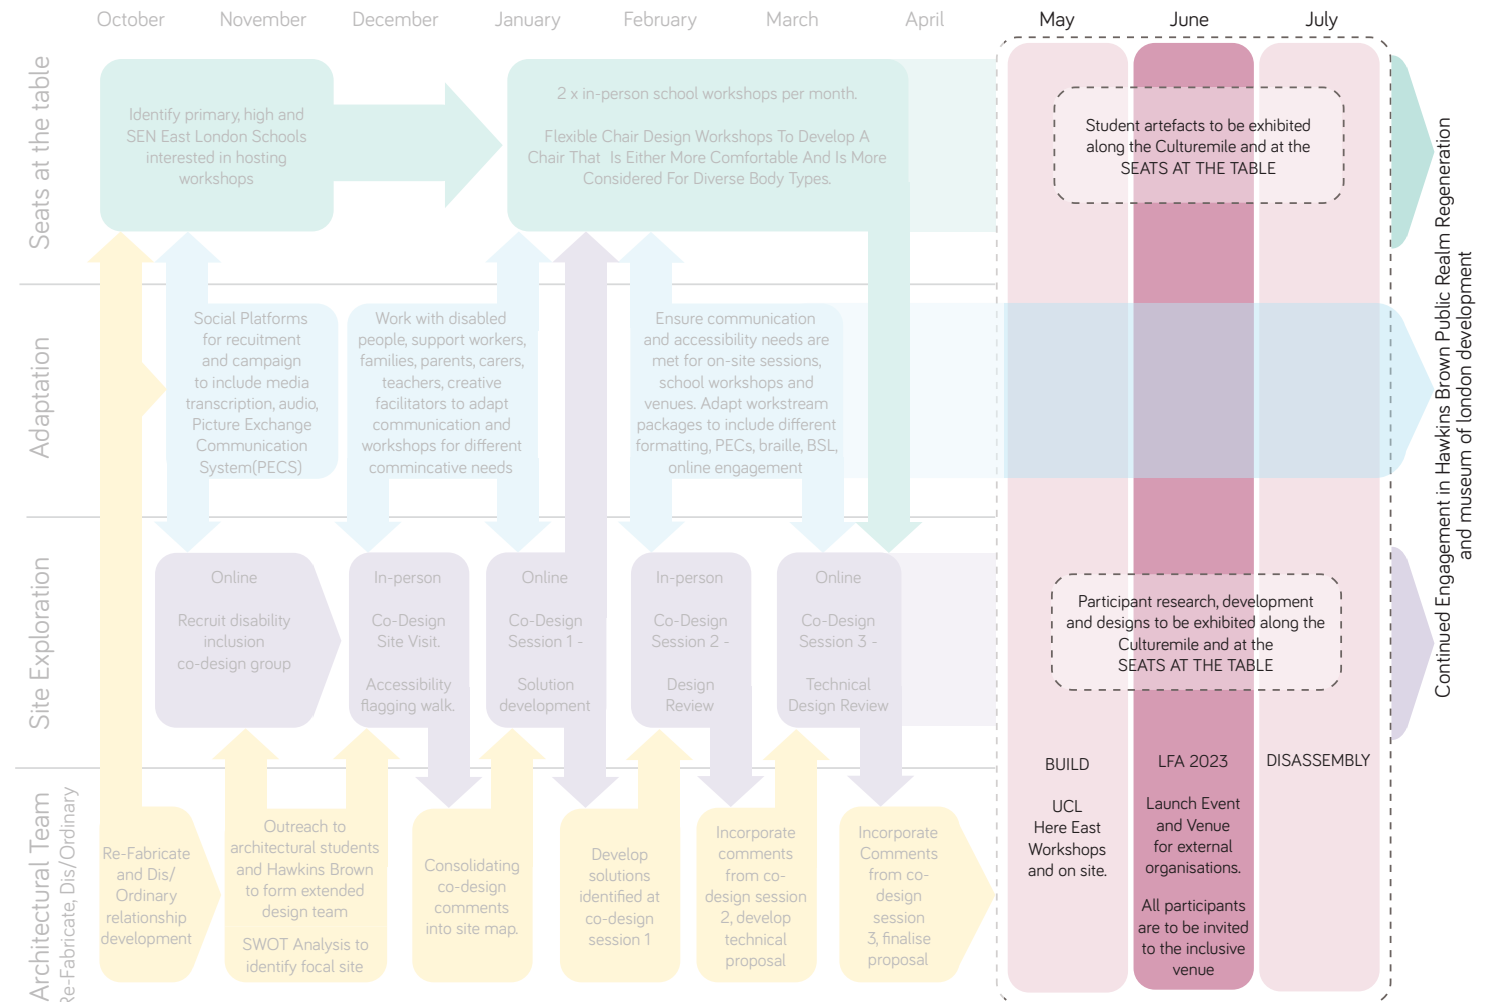 October
November
December
January
February
March
April
May
June
July
Seats at the table
Identify primary, high and
SEN East London Schools
interested in hosting
workshops
2 x in-person school workshops per month.
Flexible Chair Design Workshops To Develop A
Chair That Is Either More Comfortable And Is More
Considered For Diverse Body Types.
Student artefacts to be exhibited
along the Culturemile and at the
SEATS AT THE TABLE
Adaptation
Social Platforms
for recuitment
and campaign
to include media
transcription, audio,
Picture Exchange
Communication
System(PECS)
Work with disabled
people, support workers,
families, parents, carers,
teachers, creative
facilitators to adapt
communication and
workshops for different
commincative needs
Ensure communication
and accessibility needs are
met for on-site sessions,
school workshops and
venues. Adapt workstream
packages to include different
formatting, PECs, braille, BSL,
online engagement
Site Exploration
Online
Recruit disability
inclusion
co-design group
In-person
Co-Design
Site Visit.
Accessibility
flagging walk.
Online
Co-Design
Session 1 -
Solution
development
In-person
Co-Design
Session 2 -
Design
Review
Online
Co-Design
Session 3 -
Technical
Design Review
Participant research, development
and designs to be exhibited along the
Culturemile and at the
SEATS AT THE TABLE
Architectural Team
Re-Fabricate, Dis/Ordinary
Re-Fabricate
and Dis/
Ordinary
relationship
development
Outreach to
architectural students
and Hawkins Brown
to form extended
design team
SWOT Analysis to
identify focal site
Consolidating
co-design
comments
into site map.
Develop
solutions
identified at
co-design
session 1
Incorporate
comments
from co-
design session
2, develop
technical
proposal
Incorporate
Comments
from co-
design
session
3, finalise
proposal
BUILD
UCL
Here East
Workshops
and on site.
LFA 2023
Launch Event
and Venue
for external
organisations.
All participants
are to be invited
to the inclusive
venue
DISASSEMBLY
Continued Engagement in Hawkins Brown Public Realm Regeneration
and museum of london development